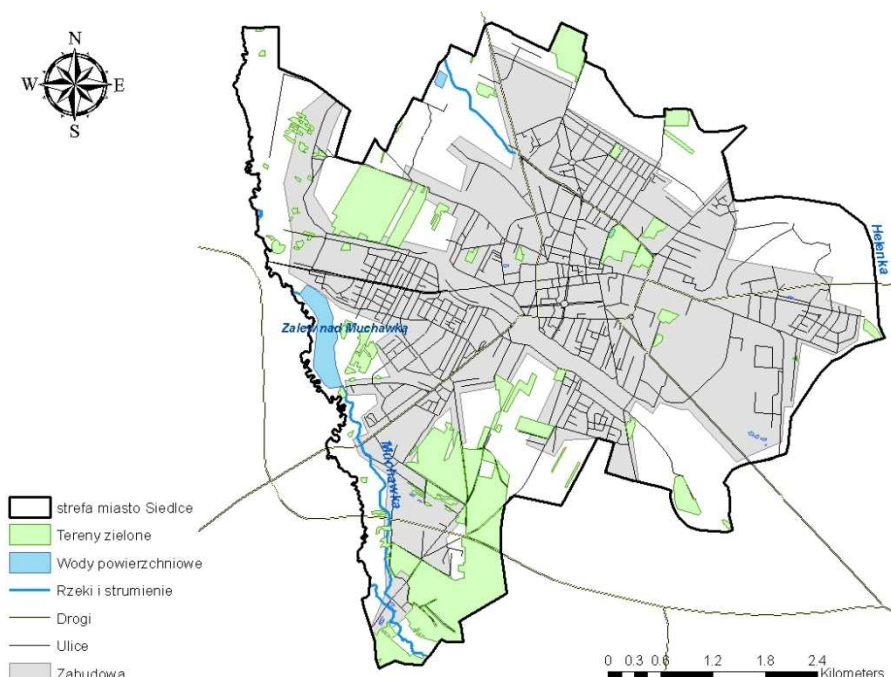 N
W E
S
Helenka
Zalew nad Muchawką
Muchawka
strefa miasto Siedlce
Tereny zielone
Wody powierzchniowe
Rzeki i strumienie
Drogi
Ulice
Zabudowa
0 0.3 0.6 1.2 1.8 2.4
Kilometers